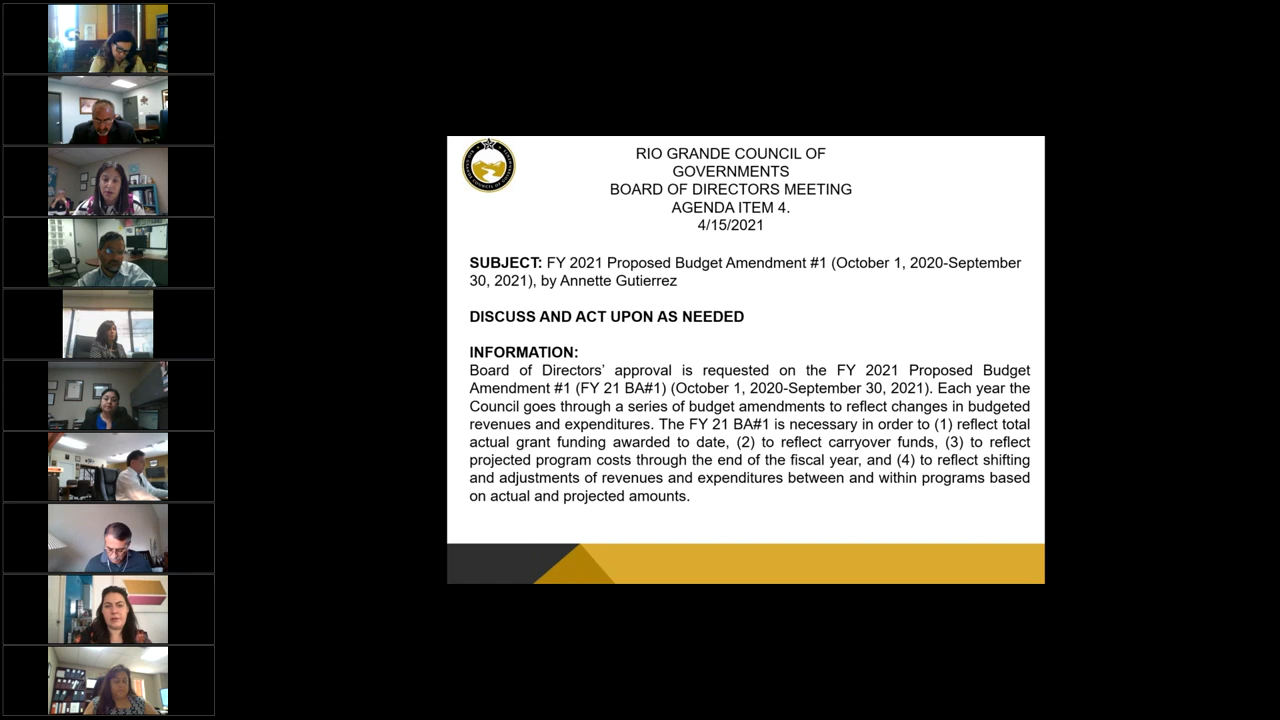 RIO GRANDE COUNCIL OF
GOVERNMENTS
BOARD OF DIRECTORS MEETING
AGENDA ITEM 4.
4/15/2021
SUBJECT: FY 2021 Proposed Budget Amendment #1 (October 1, 2020-September
30, 2021), by Annette Gutierrez
DISCUSS AND ACT UPON AS NEEDED
INFORMATION:
Board of Directors’ approval is requested on the FY 2021 Proposed Budget
Amendment #1 (FY 21 BA#1) (October 1, 2020-September 30, 2021). Each year the
Council goes through a series of budget amendments to reflect changes in budgeted
revenues and expenditures. The FY 21 BA#1 is necessary in order to (1) reflect total
actual grant funding awarded to date, (2) to reflect carryover funds, (3) to reflect
projected program costs through the end of the fiscal year, and (4) to reflect shifting
and adjustments of revenues and expenditures between and within programs based
on actual and projected amounts.